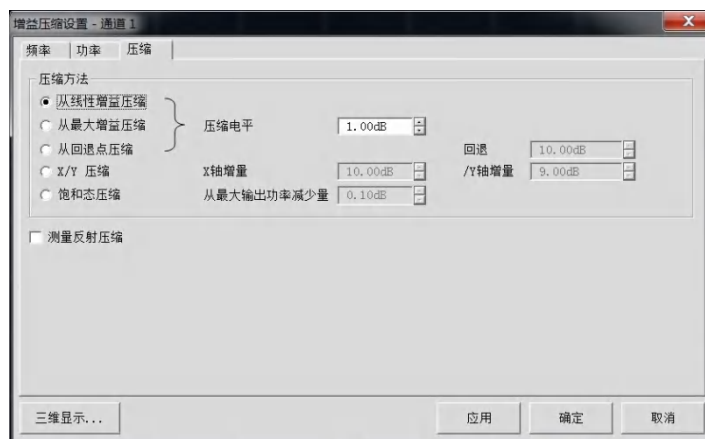 增益压缩设置 - 通道 1
频率 功率 压缩
压缩方法
从线性增益压缩
从最大增益压缩 压缩电平 1.00dB
从回退点压缩 回退 10.00dB
X/Y 压缩 X轴增量 10.00dB /Y轴增量 9.00dB
饱和态压缩 从最大输出功率减少量 0.10dB
测量反射压缩
三维显示... 应用 确定 取消